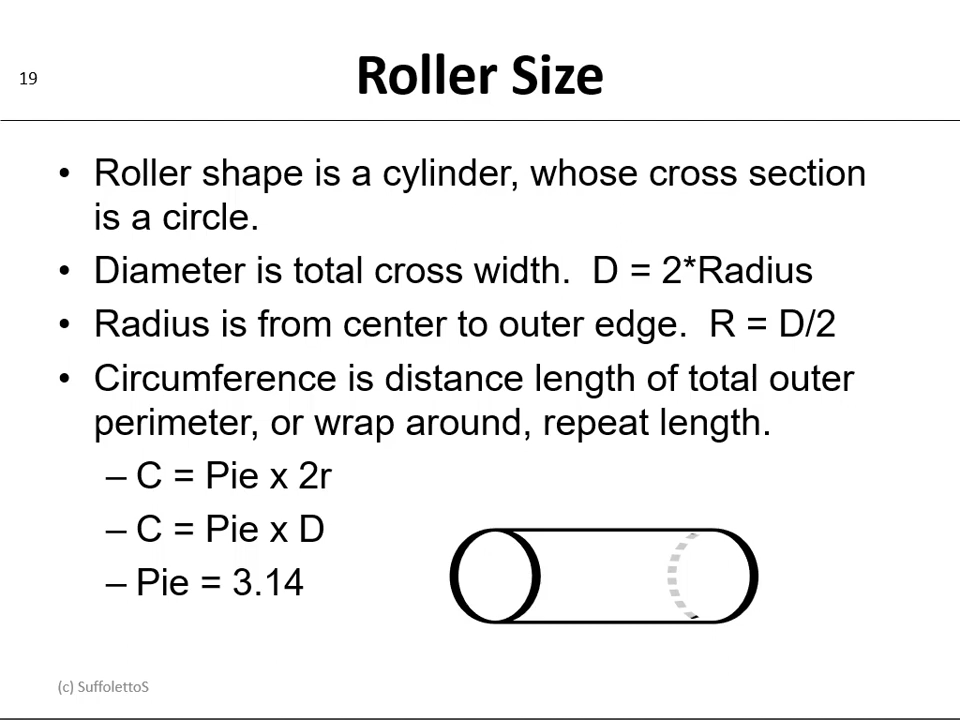 19
Roller Size
• Roller shape is a cylinder, whose cross section
is a circle.
• Diameter is total cross width.  D = 2*Radius
• Radius is from center to outer edge.  R = D/2
• Circumference is distance length of total outer
perimeter, or wrap around, repeat length.
– C = Pie x 2r
– C = Pie x D
– Pie = 3.14
(c) SuffolettoS